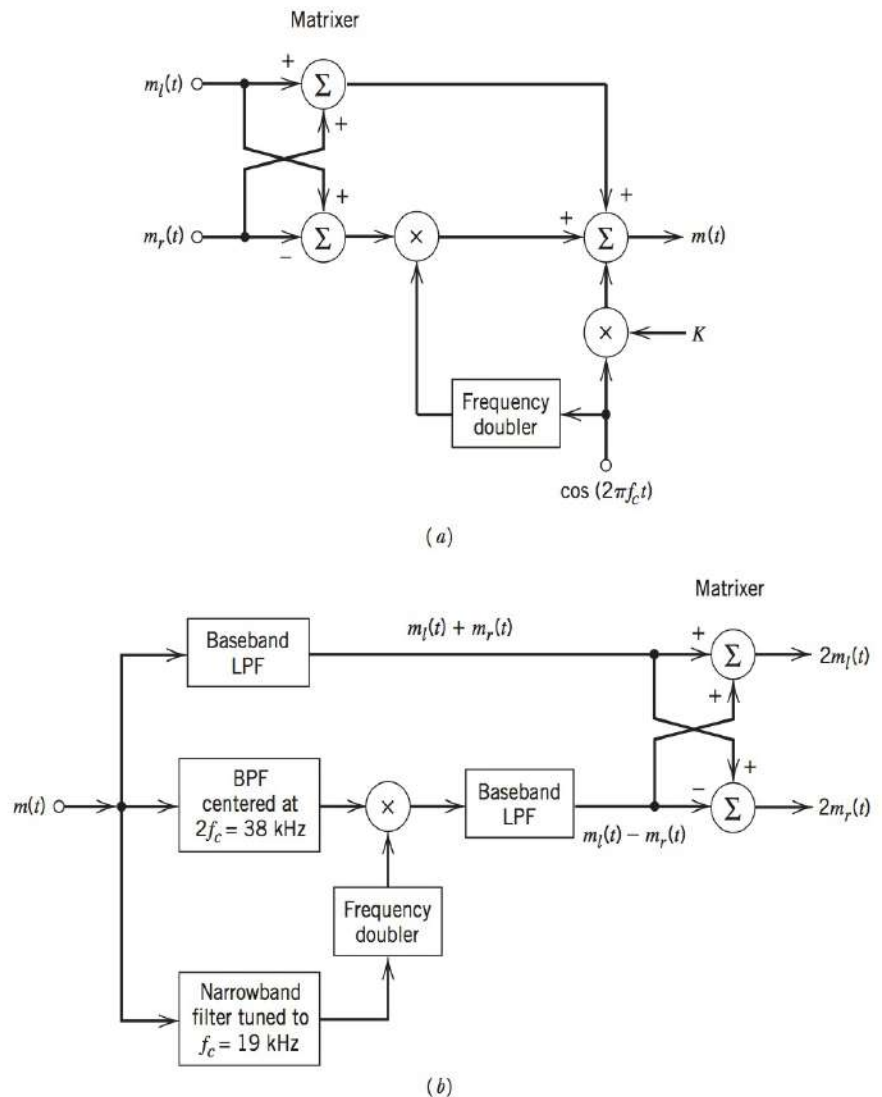 Matrixer
m_l(t)
+
Σ
+
+
+
m_r(t)
−
Σ
×
+
Σ
m(t)
×
K
Frequency
doubler
cos (2πf_c t)
(a)
Matrixer
Baseband
LPF
m_l(t) + m_r(t)
+
Σ
2m_l(t)
+
+
m(t)
BPF
centered at
2f_c = 38 kHz
×
Baseband
LPF
−
Σ
2m_r(t)
m_l(t) − m_r(t)
Frequency
doubler
Narrowband
filter tuned to
f_c = 19 kHz
(b)